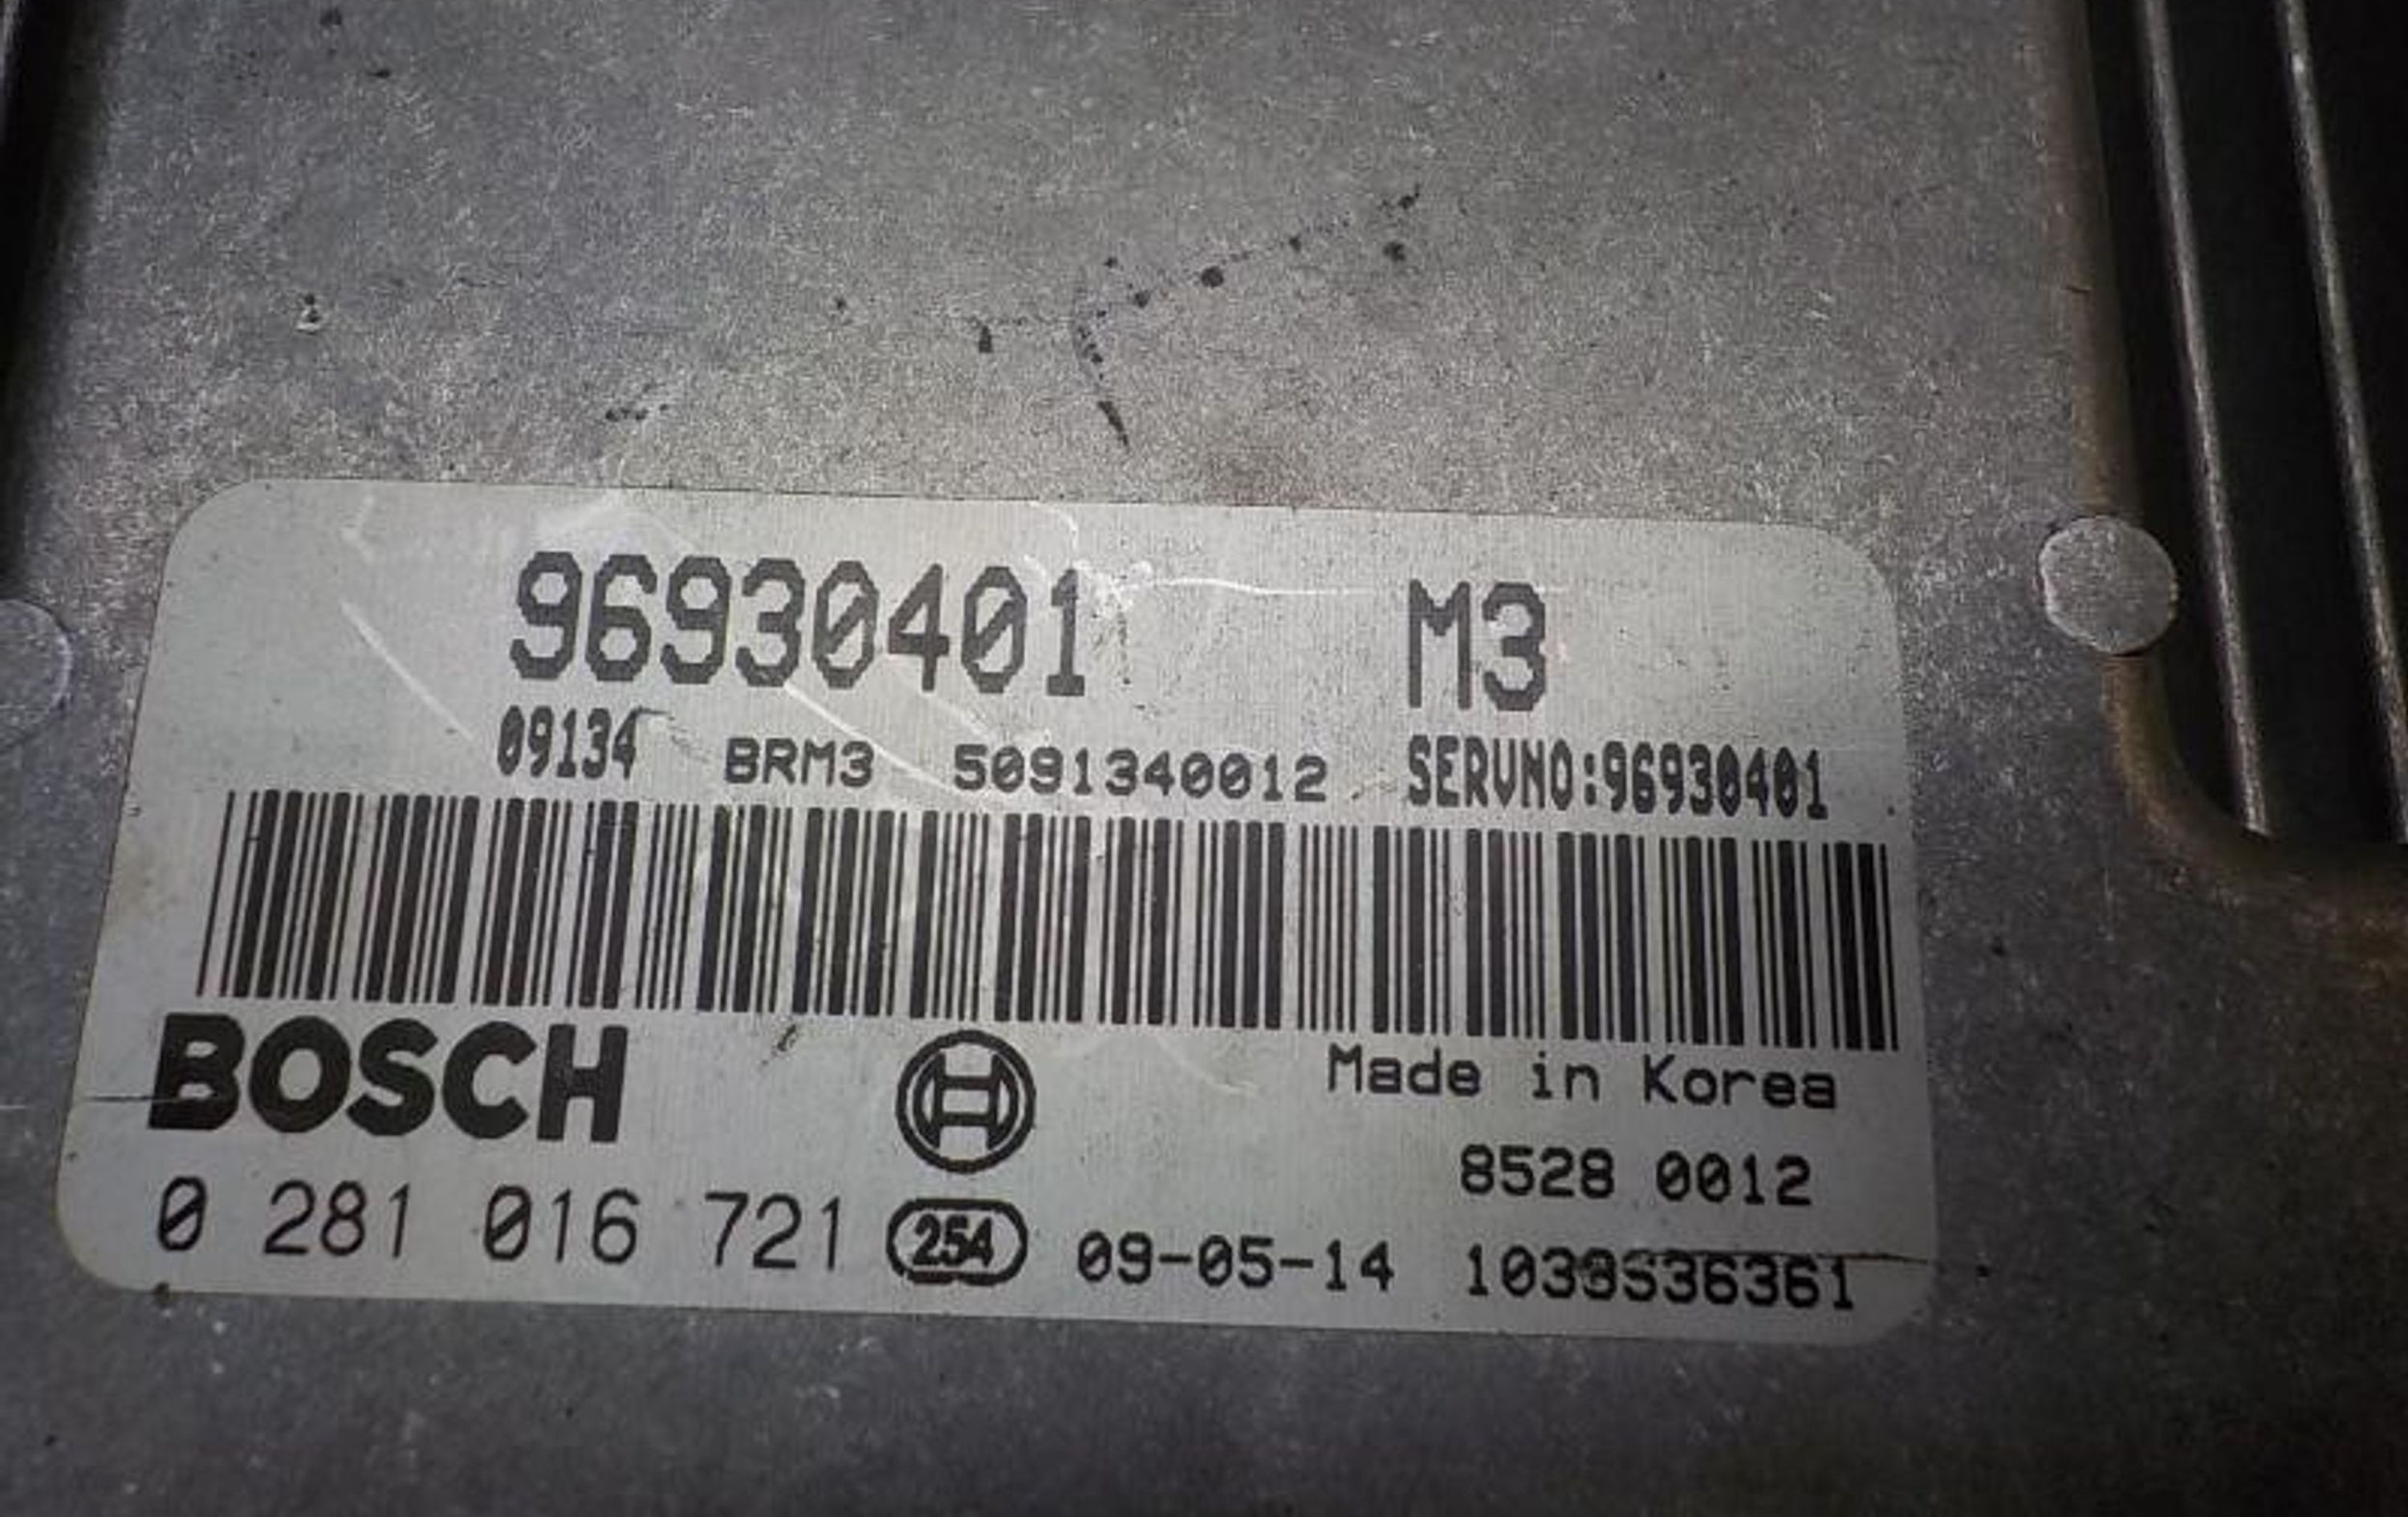 96930401 M3
09134 BRM3 5091340012 SERVNO:96930401
BOSCH
Made in Korea
8528 0012
0 281 016 721 254 09-05-14 1039S36361